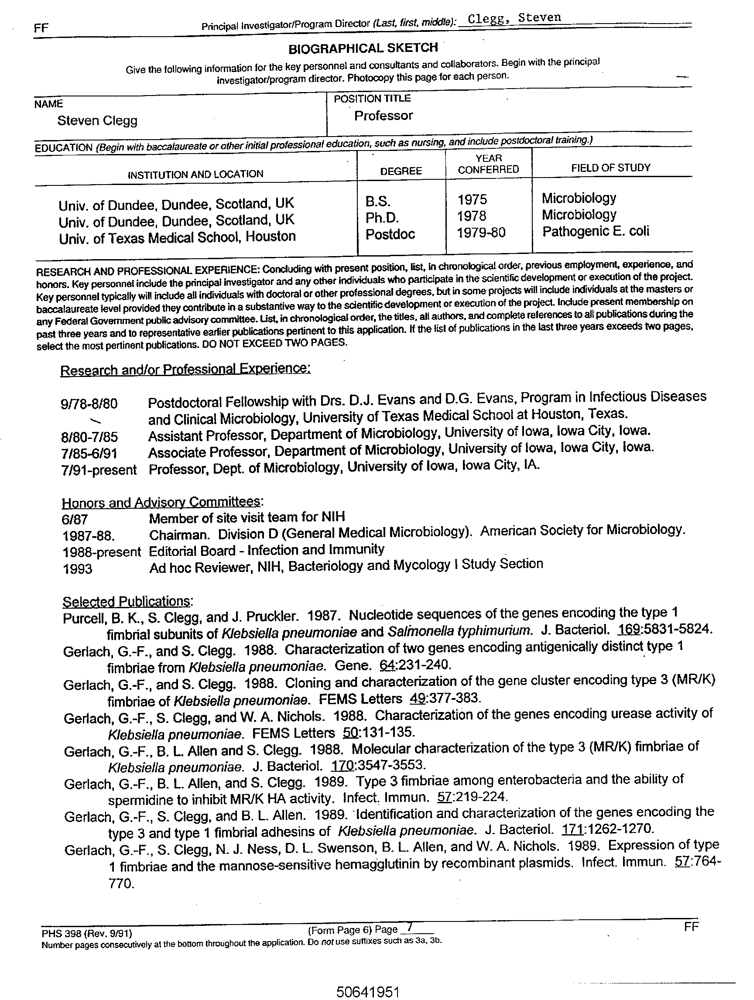 FF
Principal Investigator/Program Director (Last, first, middle): Clegg, Steven
BIOGRAPHICAL SKETCH
Give the following information for the key personnel and consultants and collaborators. Begin with the principal
investigator/program director. Photocopy this page for each person.
NAME
POSITION TITLE
Steven Clegg
Professor
EDUCATION (Begin with baccalaureate or other initial professional education, such as nursing, and include postdoctoral training.)
INSTITUTION AND LOCATION DEGREE YEAR CONFERRED FIELD OF STUDY
Univ. of Dundee, Dundee, Scotland, UK B.S. 1975 Microbiology
Univ. of Dundee, Dundee, Scotland, UK Ph.D. 1978 Microbiology
Univ. of Texas Medical School, Houston Postdoc 1979-80 Pathogenic E. coli
RESEARCH AND PROFESSIONAL EXPERIENCE: Concluding with present position, list, in chronological order, previous employment, experience, and
honors. Key personnel include the principal investigator and any other individuals who participate in the scientific development or execution of the project.
Key personnel typically will include all individuals with doctoral or other professional degrees, but in some projects will include individuals at the masters or
baccalaureate level provided they contribute in a substantive way to the scientific development or execution of the project. Include present membership on
any Federal Government public advisory committee. List, in chronological order, the titles, all authors, and complete references to all publications during the
past three years and to representative earlier publications pertinent to this application. If the list of publications in the last three years exceeds two pages,
select the most pertinent publications. DO NOT EXCEED TWO PAGES.
Research and/or Professional Experience:
9/78-8/80 Postdoctoral Fellowship with Drs. D.J. Evans and D.G. Evans, Program in Infectious Diseases
and Clinical Microbiology, University of Texas Medical School at Houston, Texas.
8/80-7/85 Assistant Professor, Department of Microbiology, University of Iowa, Iowa City, Iowa.
7/85-6/91 Associate Professor, Department of Microbiology, University of Iowa, Iowa City, Iowa.
7/91-present Professor, Dept. of Microbiology, University of Iowa, Iowa City, IA.
Honors and Advisory Committees:
6/87 Member of site visit team for NIH
1987-88. Chairman. Division D (General Medical Microbiology). American Society for Microbiology.
1988-present Editorial Board - Infection and Immunity
1993 Ad hoc Reviewer, NIH, Bacteriology and Mycology I Study Section
Selected Publications:
Purcell, B. K., S. Clegg, and J. Pruckler. 1987. Nucleotide sequences of the genes encoding the type 1
fimbrial subunits of Klebsiella pneumoniae and Salmonella typhimurium. J. Bacteriol. 169:5831-5824.
Gerlach, G.-F., and S. Clegg. 1988. Characterization of two genes encoding antigenically distinct type 1
fimbriae from Klebsiella pneumoniae. Gene. 64:231-240.
Gerlach, G.-F., and S. Clegg. 1988. Cloning and characterization of the gene cluster encoding type 3 (MR/K)
fimbriae of Klebsiella pneumoniae. FEMS Letters 49:377-383.
Gerlach, G.-F., S. Clegg, and W. A. Nichols. 1988. Characterization of the genes encoding urease activity of
Klebsiella pneumoniae. FEMS Letters 50:131-135.
Gerlach, G.-F., B. L. Allen and S. Clegg. 1988. Molecular characterization of the type 3 (MR/K) fimbriae of
Klebsiella pneumoniae. J. Bacteriol. 170:3547-3553.
Gerlach, G.-F., B. L. Allen, and S. Clegg. 1989. Type 3 fimbriae among enterobacteria and the ability of
spermidine to inhibit MR/K HA activity. Infect. Immun. 57:219-224.
Gerlach, G.-F., S. Clegg, and B. L. Allen. 1989. Identification and characterization of the genes encoding the
type 3 and type 1 fimbrial adhesins of Klebsiella pneumoniae. J. Bacteriol. 171:1262-1270.
Gerlach, G.-F., S. Clegg, N. J. Ness, D. L. Swenson, B. L. Allen, and W. A. Nichols. 1989. Expression of type
1 fimbriae and the mannose-sensitive hemagglutinin by recombinant plasmids. Infect. Immun. 57:764-
770.
PHS 398 (Rev. 9/91) (Form Page 6) Page 7 FF
Number pages consecutively at the bottom throughout the application. Do not use suffixes such as 3a, 3b.
50641951